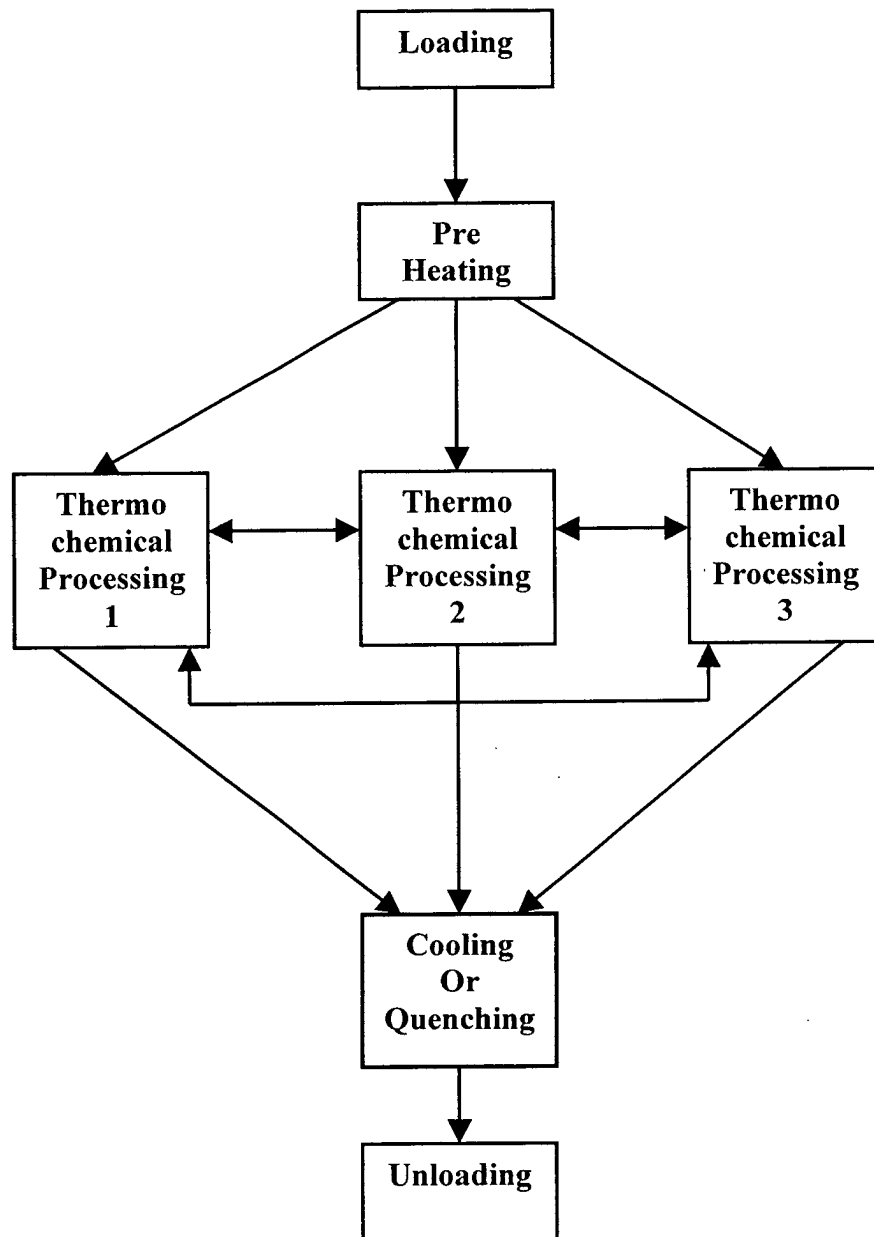 Loading
Pre
Heating
Thermo
chemical
Processing
1
Thermo
chemical
Processing
2
Thermo
chemical
Processing
3
Cooling
Or
Quenching
Unloading